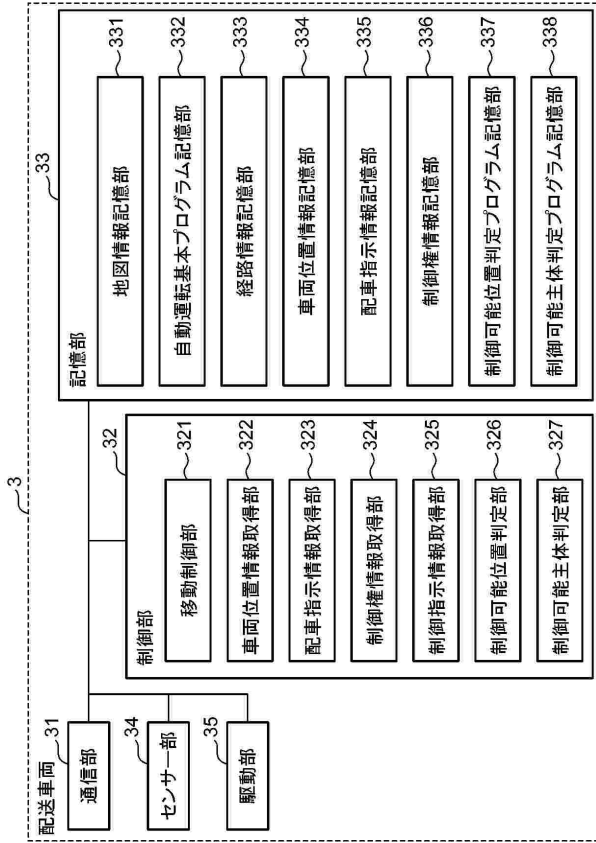 3
配送車両
31
通信部
34
センサー部
35
駆動部
32
制御部
321
移動制御部
322
車両位置情報取得部
323
配車指示情報取得部
324
制御権情報取得部
325
制御指示情報取得部
326
制御可能位置判定部
327
制御可能主体判定部
33
記憶部
331
地図情報記憶部
332
自動運転基本プログラム記憶部
333
経路情報記憶部
334
車両位置情報記憶部
335
配車指示情報記憶部
336
制御権情報記憶部
337
制御可能位置判定プログラム記憶部
338
制御可能主体判定プログラム記憶部